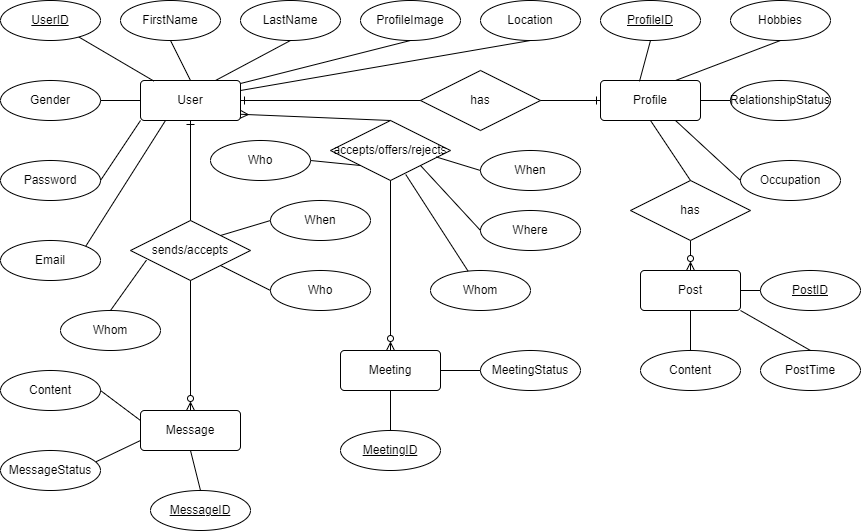 UserID
FirstName
LastName
ProfileImage
Location
ProfileID
Hobbies
Gender
User
has
Profile
RelationshipStatus
Who
accepts/offers/rejects
When
Password
Occupation
When
Where
has
sends/accepts
Email
Who
Whom
Post
PostID
Whom
Meeting
MeetingStatus
Content
PostTime
Content
Message
MeetingID
MessageStatus
MessageID